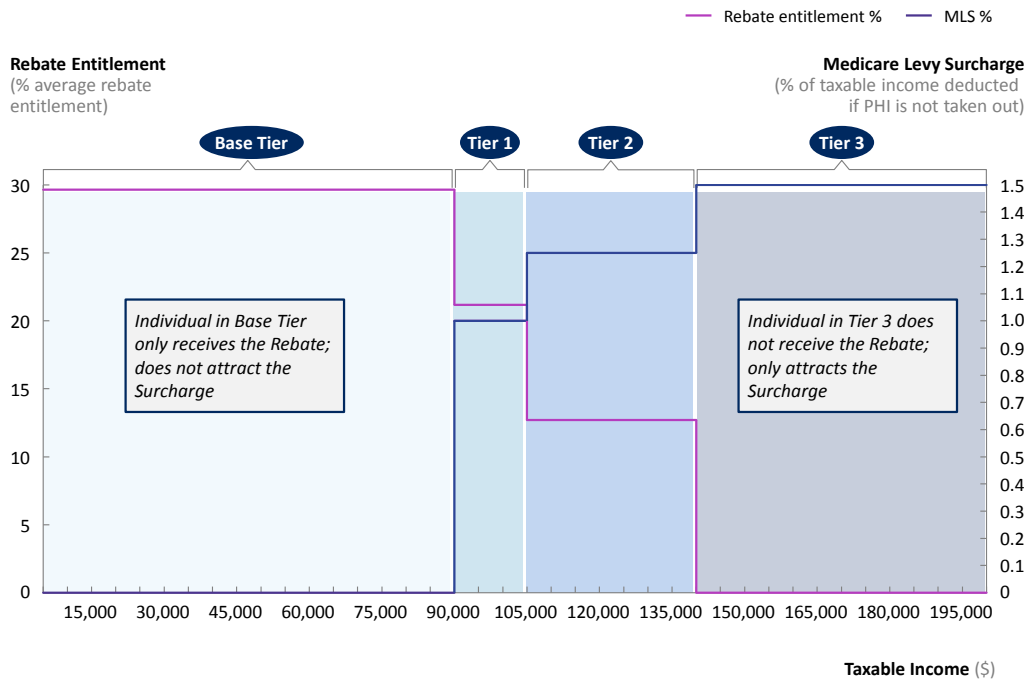 Rebate entitlement %
MLS %
Rebate Entitlement
(% average rebate
entitlement)
Medicare Levy Surcharge
(% of taxable income deducted
if PHI is not taken out)
Base Tier
Tier 1
Tier 2
Tier 3
30
25
20
15
10
5
0
Individual in Base Tier
only receives the Rebate;
does not attract the
Surcharge
Individual in Tier 3 does
not receive the Rebate;
only attracts the
Surcharge
1.5
1.4
1.3
1.2
1.1
1.0
0.9
0.8
0.7
0.6
0.5
0.4
0.3
0.2
0.1
0
15,000 30,000 45,000 60,000 75,000 90,000 105,000 120,000 135,000 150,000 165,000 180,000 195,000
Taxable Income ($)